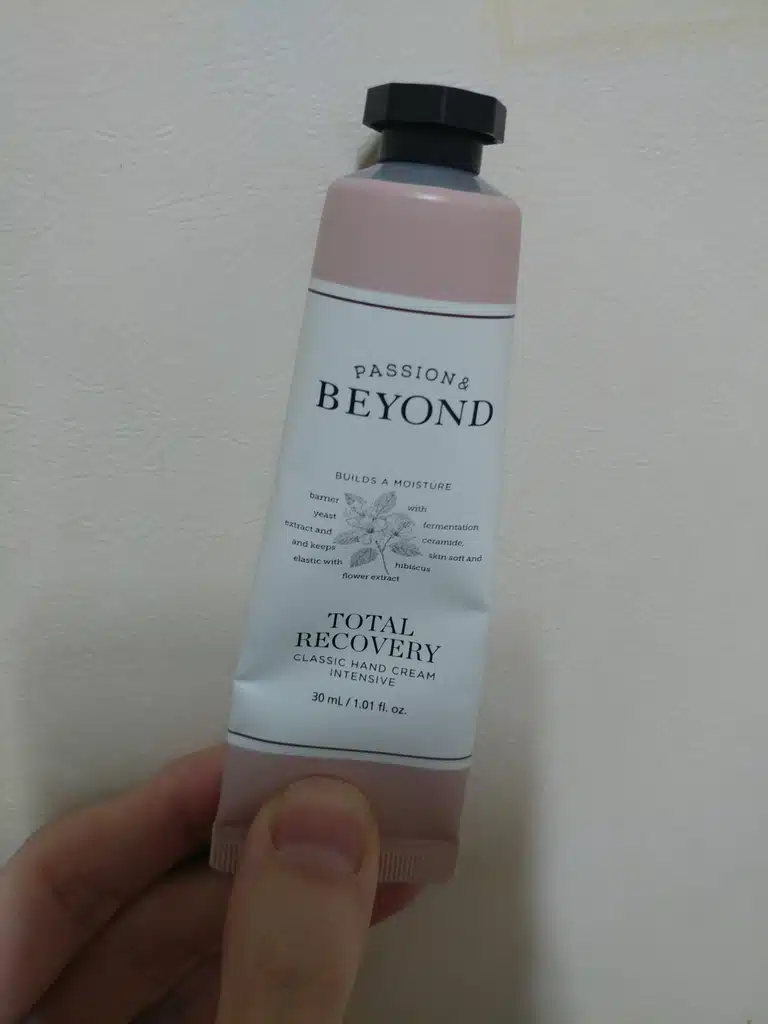 PASSION&
BEYOND
BUILDS A MOISTURE
barrier with
yeast fermentation
extract and ceramide,
and keeps skin soft and
elastic with hibiscus
flower extract
TOTAL
RECOVERY
CLASSIC HAND CREAM
INTENSIVE
30 mL / 1.01 fl. oz.